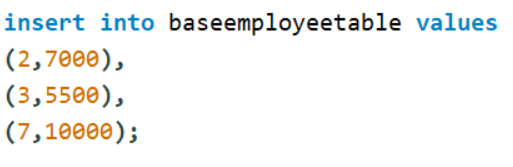 insert into baseemployeetable values
(2,7000),
(3,5500),
(7,10000);